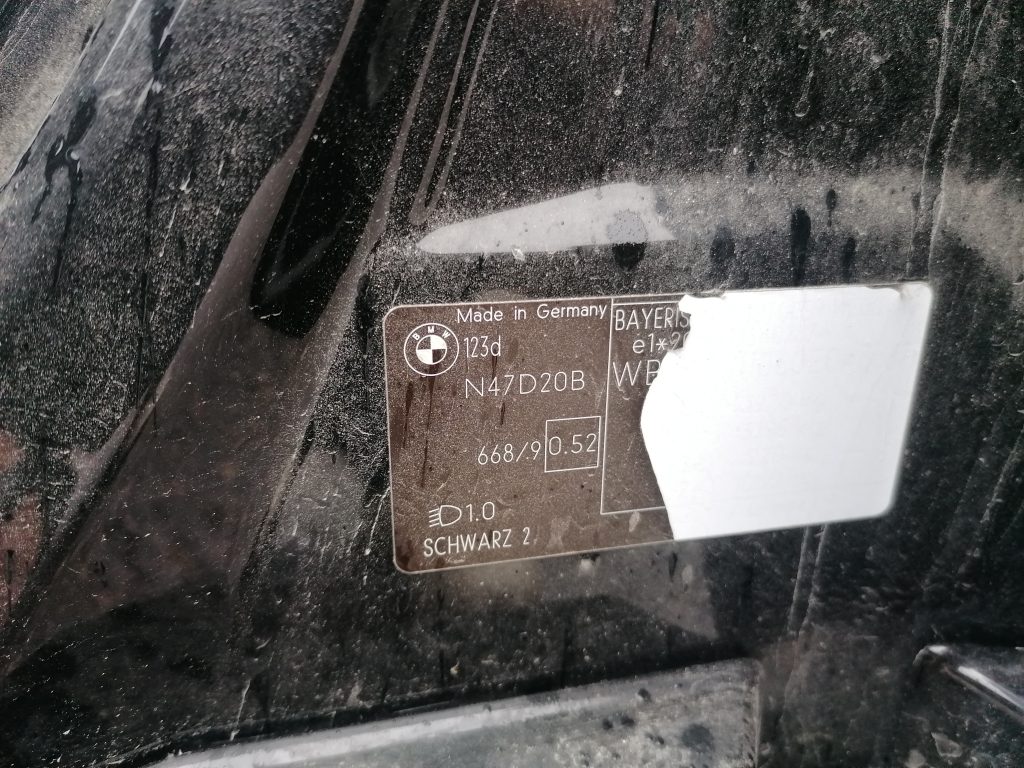 Made in Germany
BMW
123d
N47D20B
668/9 0.52
1.0
SCHWARZ 2
BAYERIS
e1*2
WB